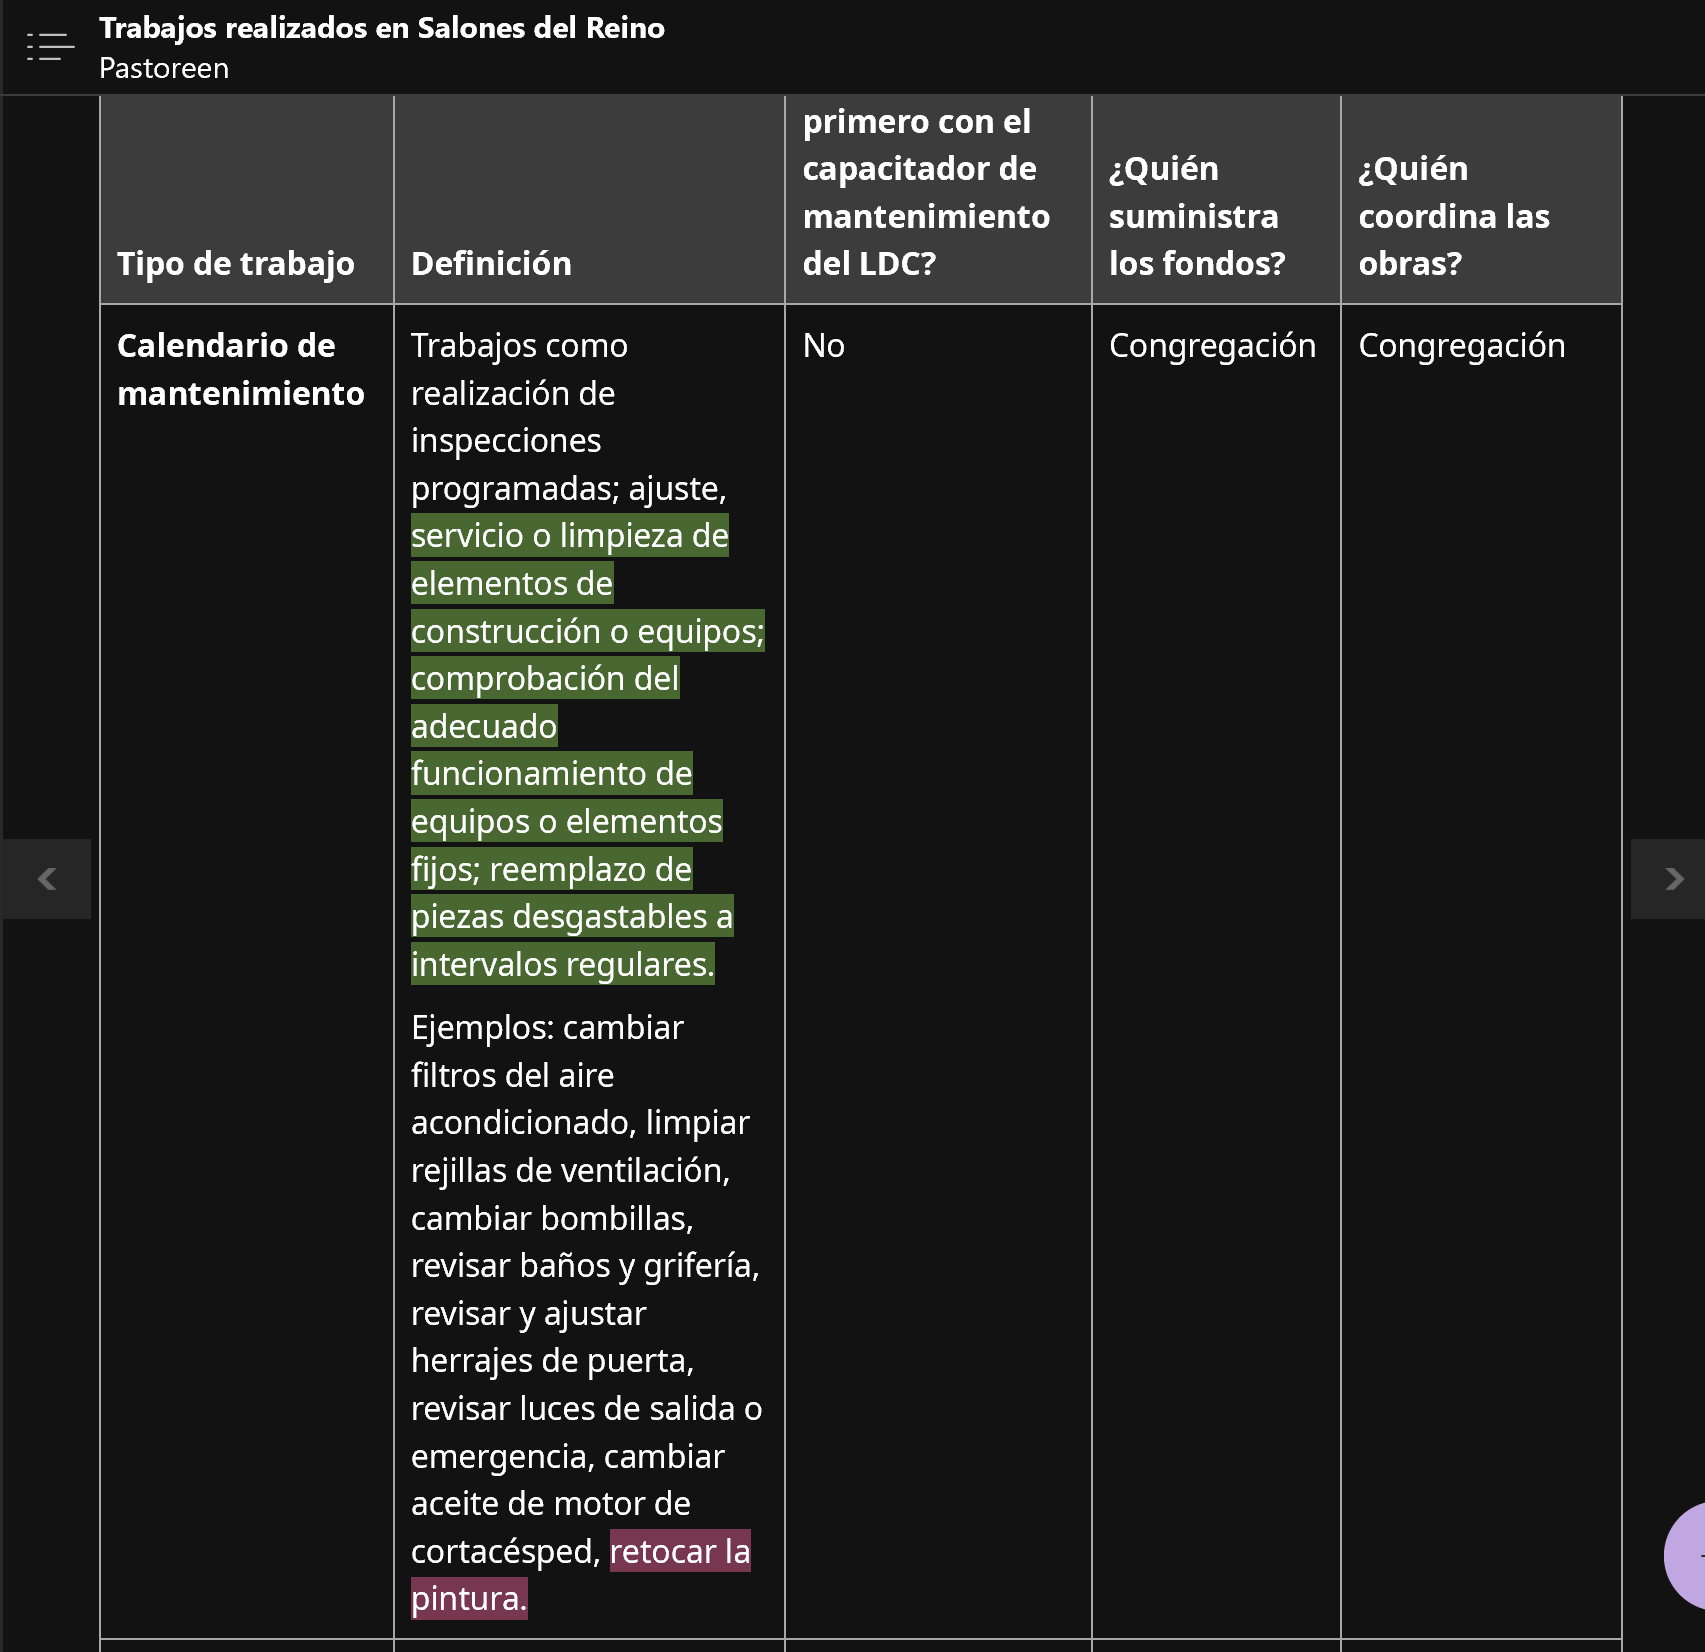 Trabajos realizados en Salones del Reino
Pastoreen
Tipo de trabajo
Definición
primero con el
capacitador de
mantenimiento
del LDC?
¿Quién
suministra
los fondos?
¿Quién
coordina las
obras?
Calendario de
mantenimiento
Trabajos como
realización de
inspecciones
programadas; ajuste,
servicio o limpieza de
elementos de
construcción o equipos;
comprobación del
adecuado
funcionamiento de
equipos o elementos
fijos; reemplazo de
piezas desgastables a
intervalos regulares.
Ejemplos: cambiar
filtros del aire
acondicionado, limpiar
rejillas de ventilación,
cambiar bombillas,
revisar baños y grifería,
revisar y ajustar
herrajes de puerta,
revisar luces de salida o
emergencia, cambiar
aceite de motor de
cortacésped, retocar la
pintura.
No
Congregación
Congregación